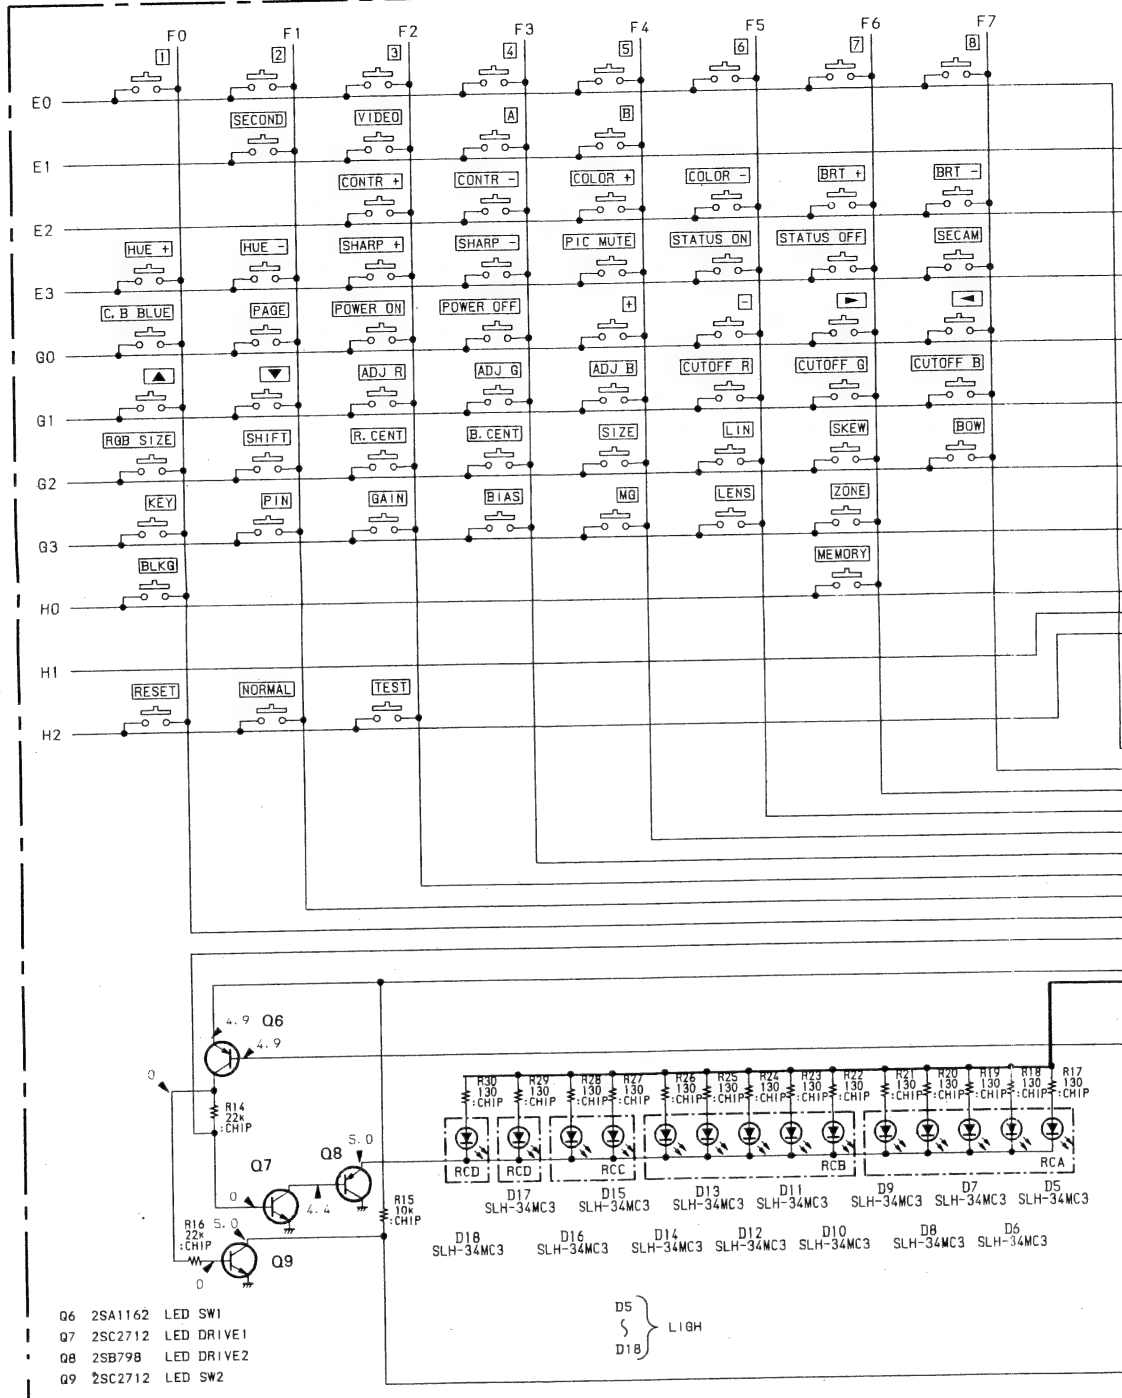 F0 F1 F2 F3 F4 F5 F6 F7
1 2 3 4 5 6 7 8
E0
SECOND VIDEO A B
E1
CONTR + CONTR - COLOR + COLOR - BRT + BRT -
E2
HUE + HUE - SHARP + SHARP - PIC MUTE STATUS ON STATUS OFF SECAM
E3
C.B BLUE PAGE POWER ON POWER OFF + - ► ◄
G0
▲ ▼ ADJ R ADJ G ADJ B CUTOFF R CUTOFF G CUTOFF B
G1
RGB SIZE SHIFT R.CENT B.CENT SIZE LIN SKEW BOW
G2
KEY PIN GAIN BIAS MG LENS ZONE
G3
BLKG MEMORY
H0
H1
RESET NORMAL TEST
H2
4.9 Q6
4.9
0
R14
22k
:CHIP
R30 R29 R28 R27 R26 R25 R24 R23 R22 R21 R20 R19 R18 R17
130 130 130 130 130 130 130 130 130 130 130 130 130 130
:CHIP :CHIP :CHIP :CHIP :CHIP :CHIP :CHIP :CHIP :CHIP :CHIP :CHIP :CHIP :CHIP :CHIP
5.0
Q7 Q8
RCD RCD RCC RCB RCA
0 4.4
R15
10k
:CHIP
D17 D15 D13 D11 D9 D7 D5
SLH-34MC3 SLH-34MC3 SLH-34MC3 SLH-34MC3 SLH-34MC3 SLH-34MC3 SLH-34MC3
R16
22k
:CHIP
5.0
0
Q9
D18 D16 D14 D12 D10 D8 D6
SLH-34MC3 SLH-34MC3 SLH-34MC3 SLH-34MC3 SLH-34MC3 SLH-34MC3 SLH-34MC3
D5
D18
LIGH
Q6 2SA1162 LED SW1
Q7 2SC2712 LED DRIVE1
Q8 2SB798 LED DRIVE2
Q9 2SC2712 LED SW2